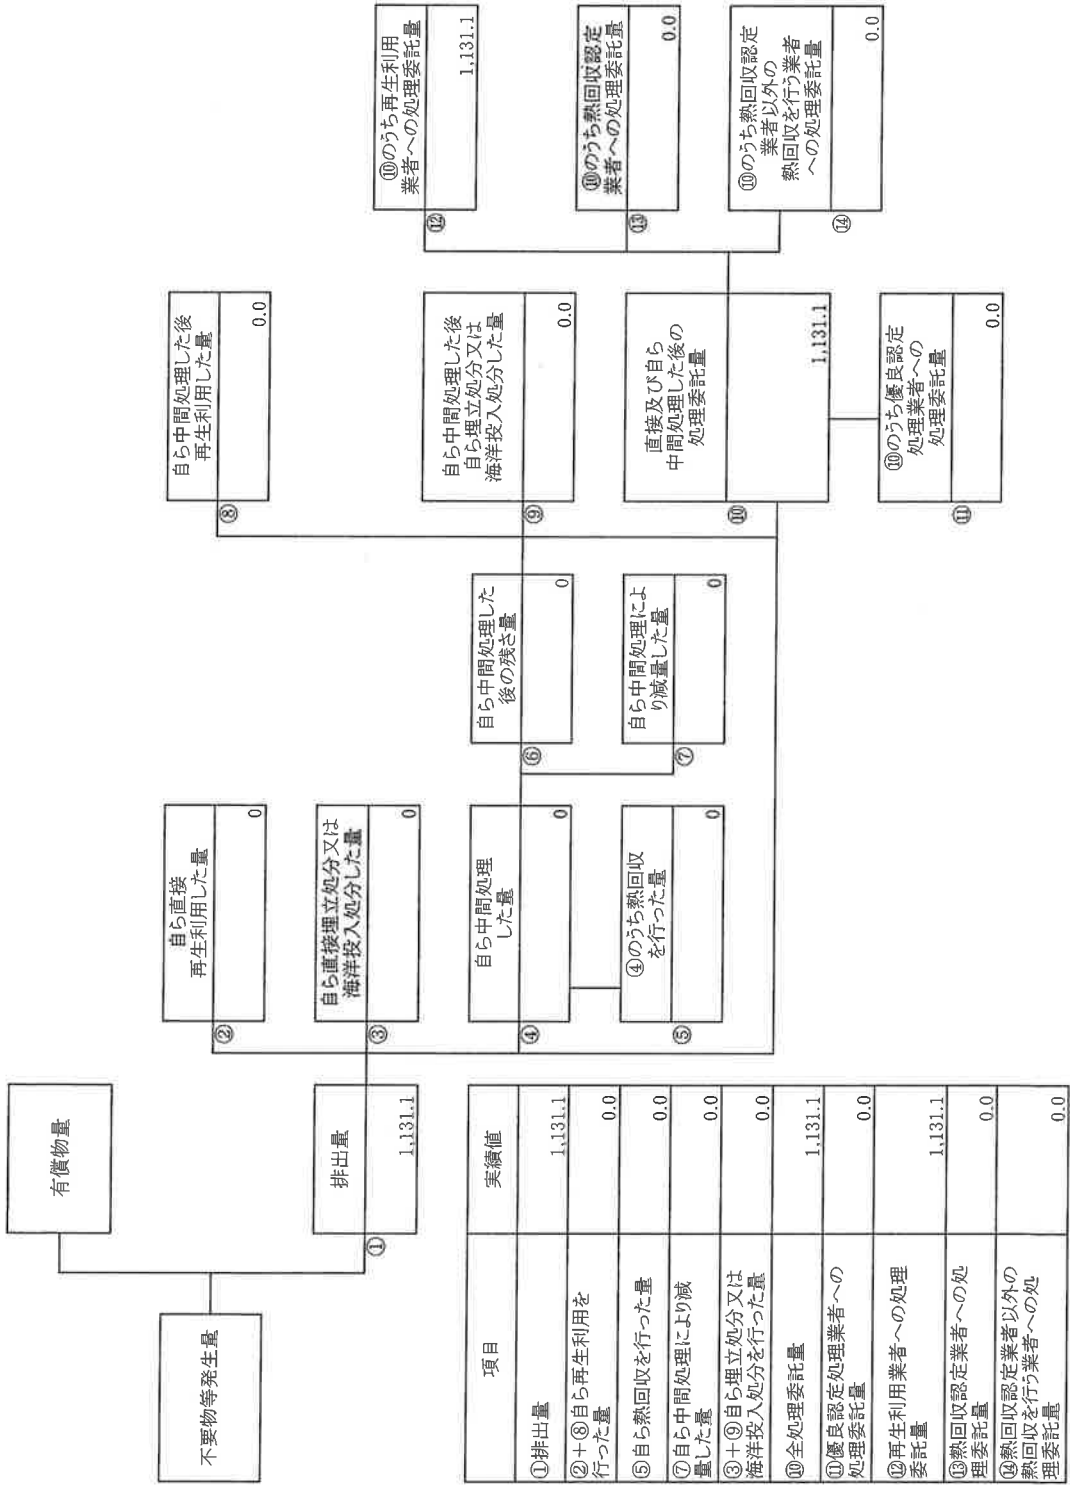 不要物等発生量
有償物量
①
排出量
1,131.1
②
自ら直接
再生利用した量
0
③
自ら直接埋立処分又は
海洋投入処分した量
0
④
自ら中間処理
した量
0
⑤
④のうち熱回収
を行った量
0
⑥
自ら中間処理した
後の残さ量
0
⑦
自ら中間処理によ
り減量した量
0
⑧
自ら中間処理した後
再生利用した量
0.0
⑨
自ら中間処理した後
自ら埋立処分又は
海洋投入処分した量
0.0
⑩
直接及び自ら
中間処理した後の
処理委託量
1,131.1
⑪
⑩のうち優良認定
処理業者への
処理委託量
0.0
⑫
⑩のうち再生利用
業者への処理委託量
1,131.1
⑬
⑩のうち熱回収認定
業者への処理委託量
0.0
⑭
⑩のうち熱回収認定
業者以外の
熱回収を行う業者
への処理委託量
0.0
項目 実績値
①排出量 1,131.1
②+⑧自ら再生利用を
行った量 0.0
⑤自ら熱回収を行った量 0.0
⑦自ら中間処理により減
量した量 0.0
③+⑨自ら埋立処分又は
海洋投入処分を行った量 0.0
⑩全処理委託量 1,131.1
⑪優良認定処理業者への
処理委託量 0.0
⑫再生利用業者への処理
委託量 1,131.1
⑬熱回収認定業者への処
理委託量 0.0
⑭熱回収認定業者以外の
熱回収を行う業者への処
理委託量 0.0